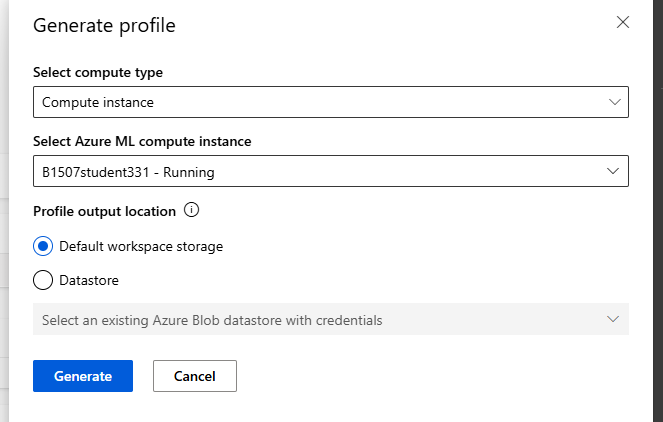 Generate profile
Select compute type
Compute instance
Select Azure ML compute instance
B1507student331 - Running
Profile output location
Default workspace storage
Datastore
Select an existing Azure Blob datastore with credentials
Generate
Cancel